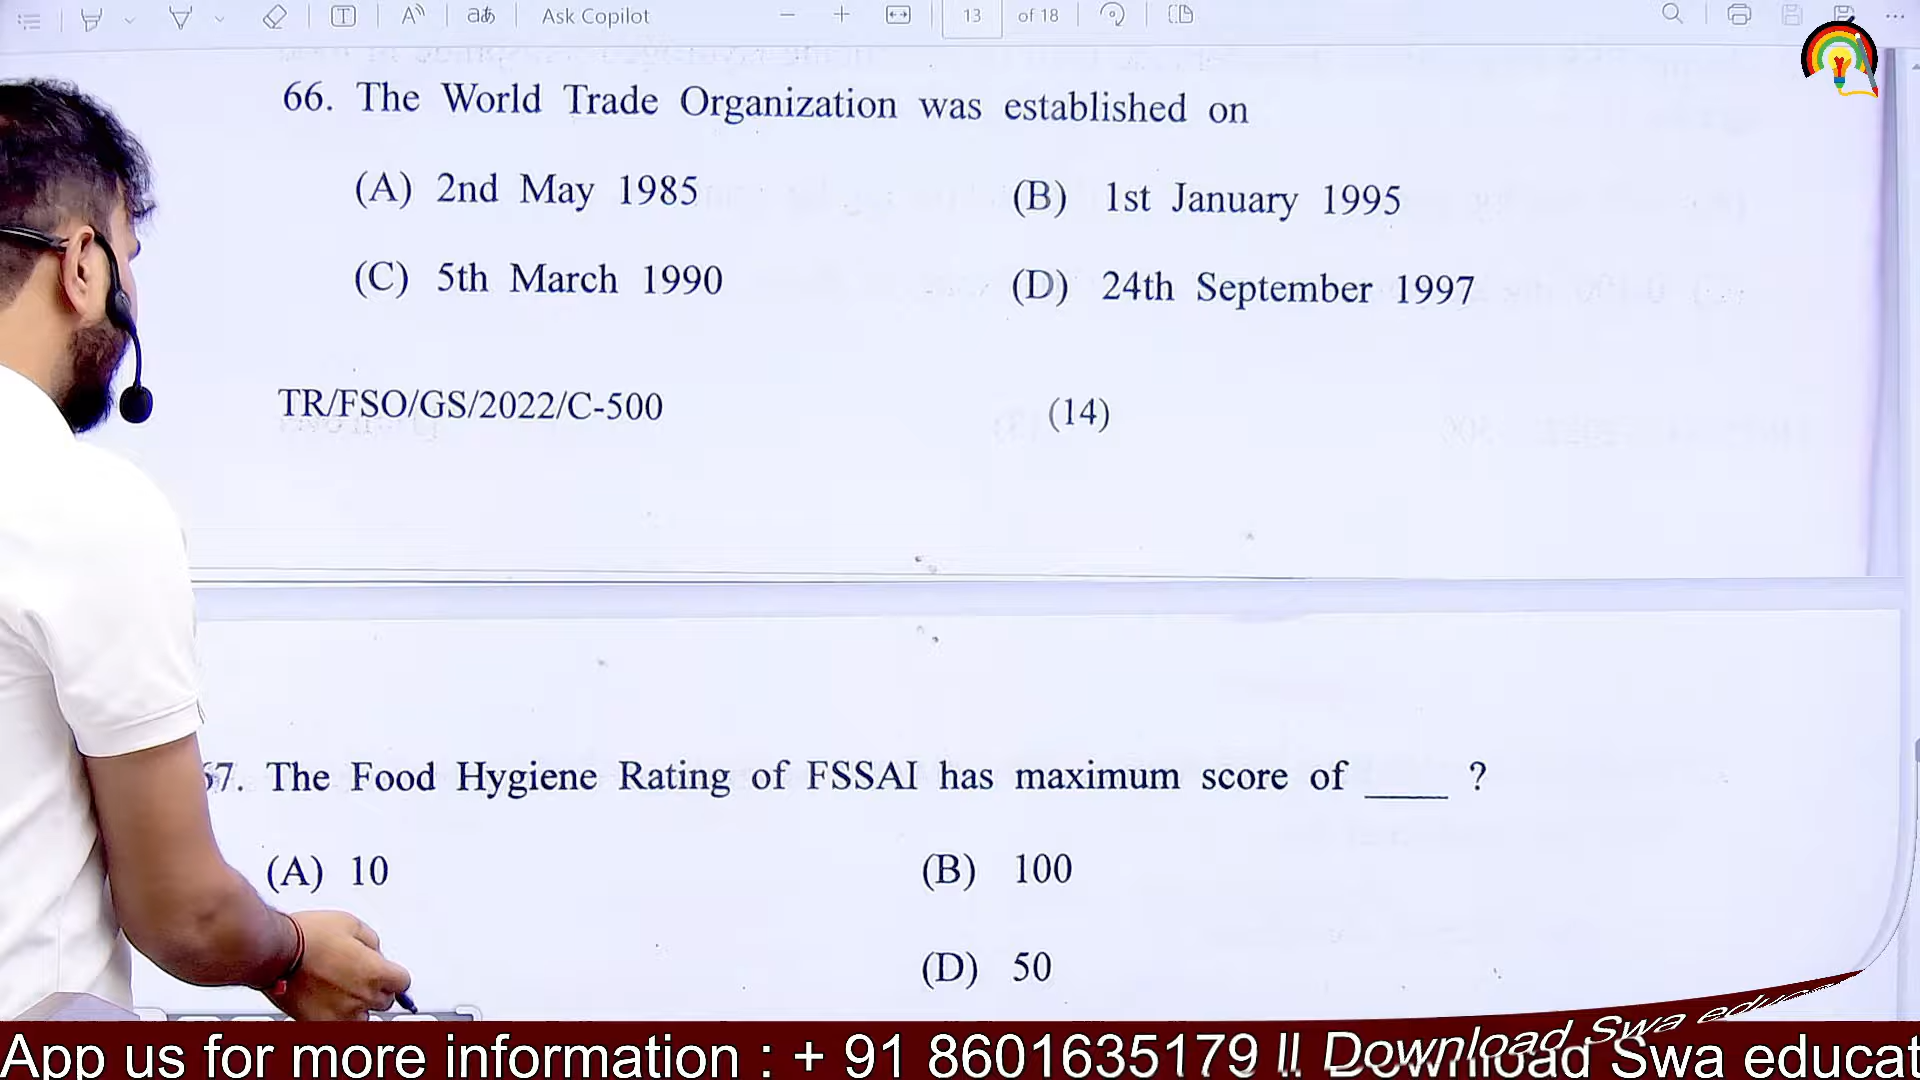 Ask Copilot
13 of 18
66. The World Trade Organization was established on
(A) 2nd May 1985 (B) 1st January 1995
(C) 5th March 1990 (D) 24th September 1997
TR/FSO/GS/2022/C-500 (14)
67. The Food Hygiene Rating of FSSAI has maximum score of ____ ?
(A) 10 (B) 100
(D) 50
App us for more information : + 91 8601635179 ll Download Swa educat